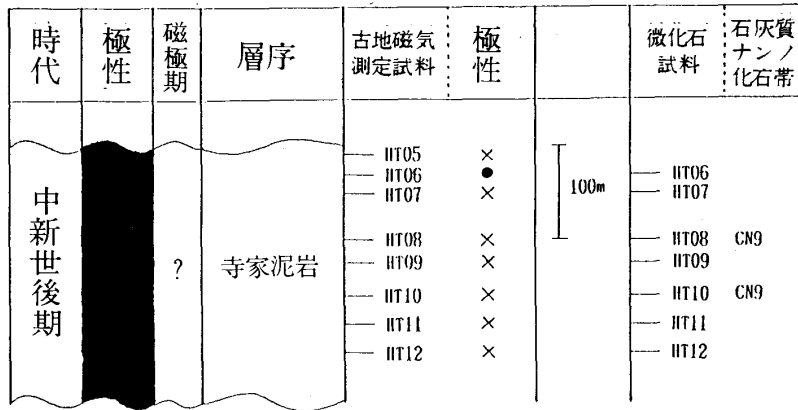 時代 極性 磁極期 層序 古地磁気測定試料 極性 微化石試料 石灰質ナンノ化石帯
中新世後期
?
寺家泥岩
HT05 ×
HT06 ●
HT07 ×
HT08 ×
HT09 ×
HT10 ×
HT11 ×
HT12 ×
100m
HT06
HT07
HT08 CN9
HT09
HT10 CN9
HT11
HT12